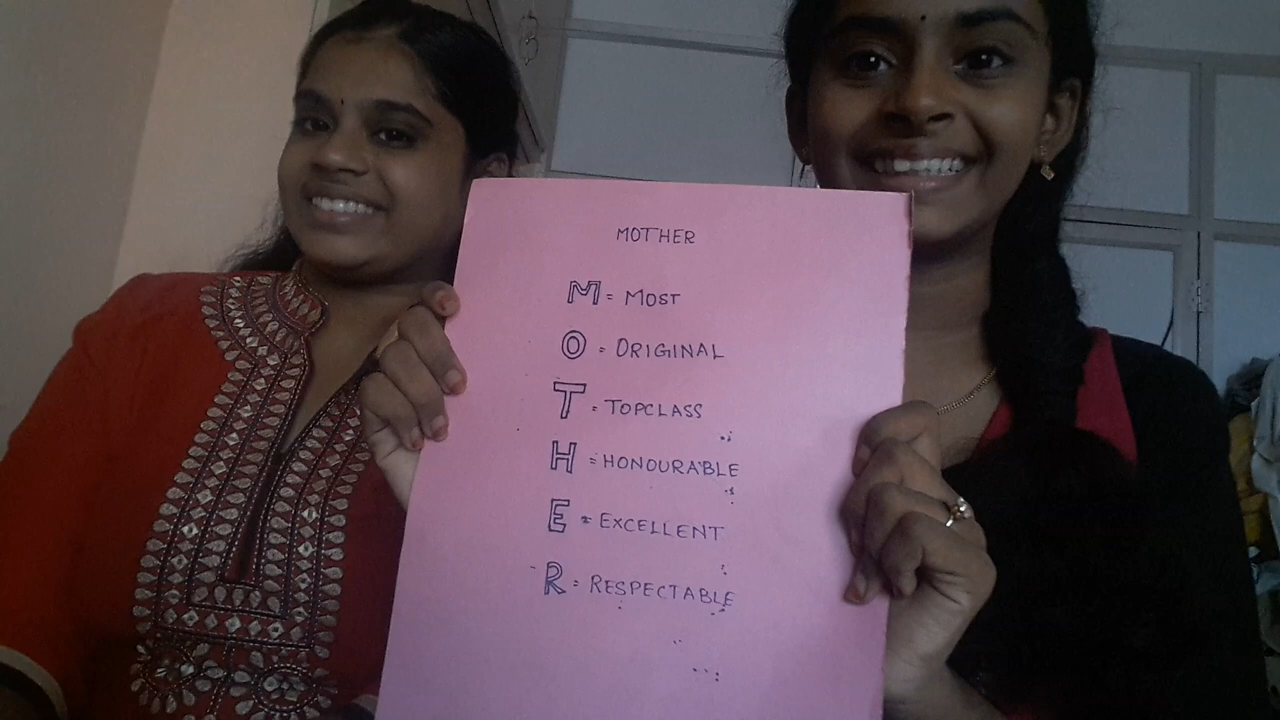 MOTHER
M = MOST
O = ORIGINAL
T = TOPCLASS
H = HONOURABLE
E = EXCELLENT
R = RESPECTABLE